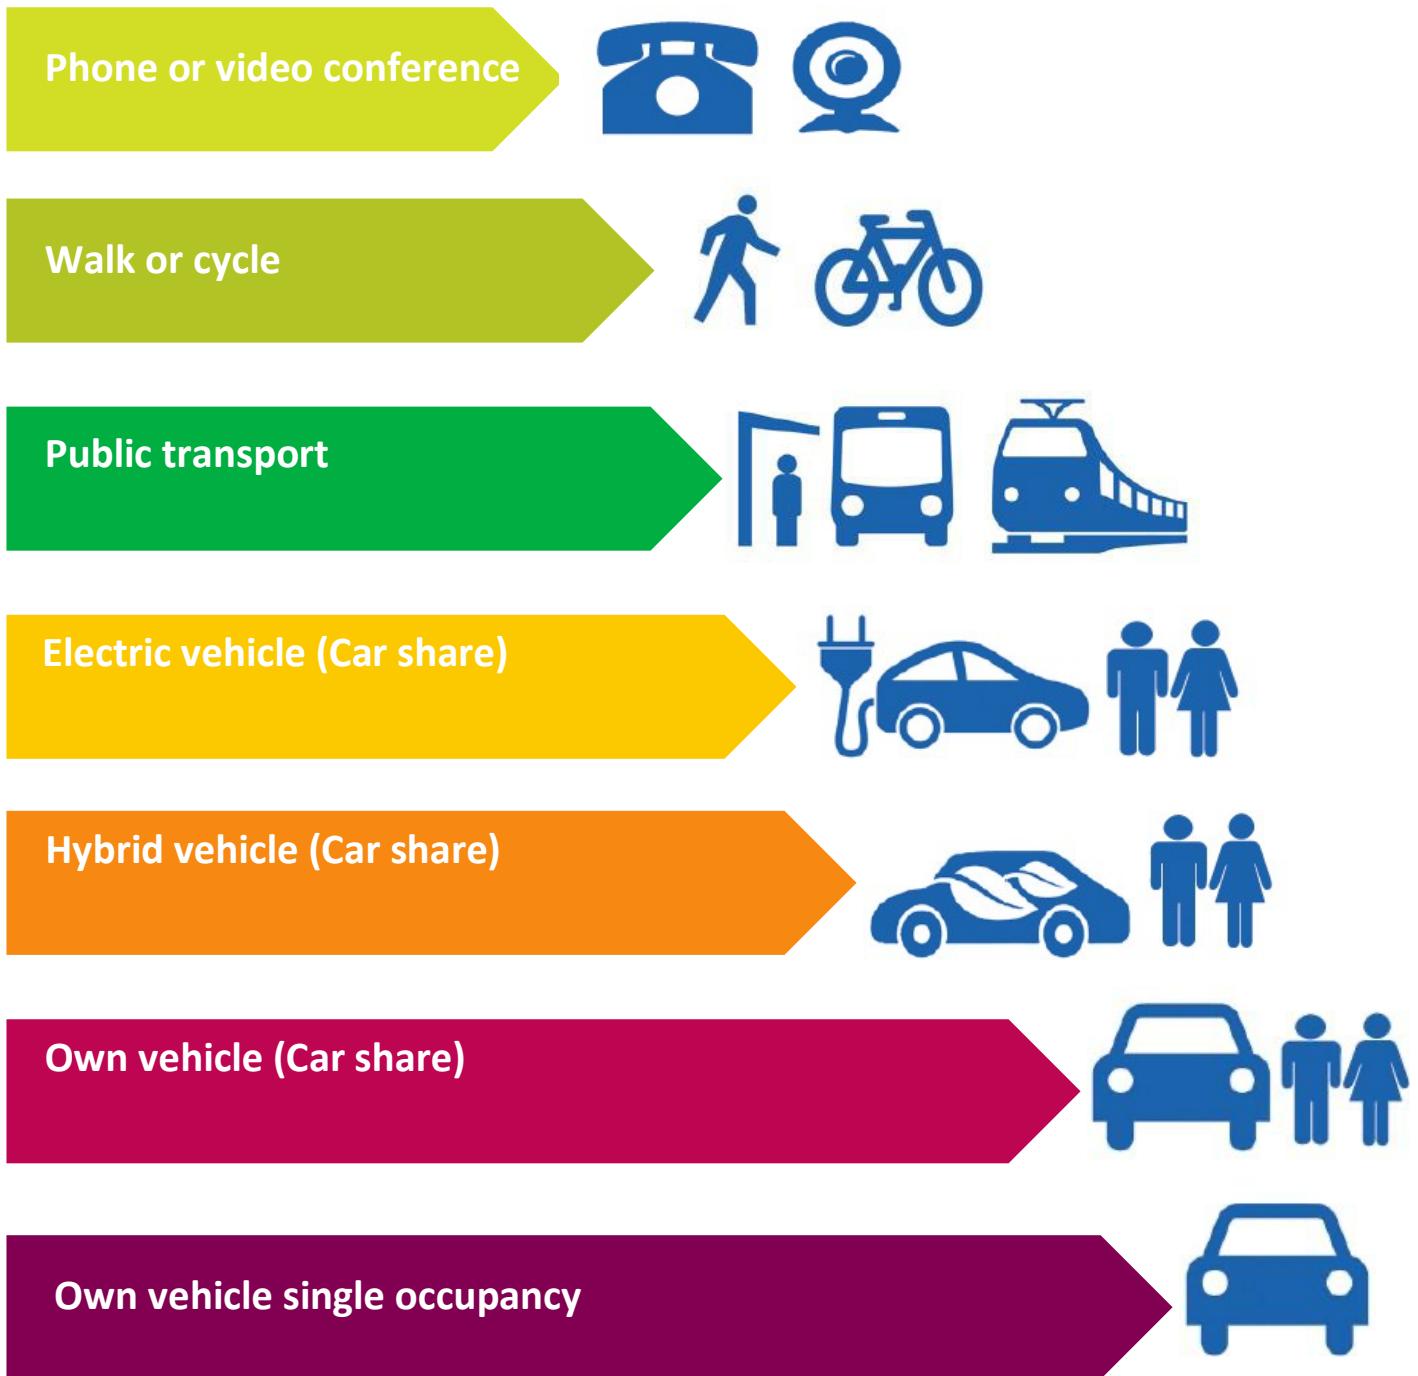 Phone or video conference
Walk or cycle
Public transport
Electric vehicle (Car share)
Hybrid vehicle (Car share)
Own vehicle (Car share)
Own vehicle single occupancy